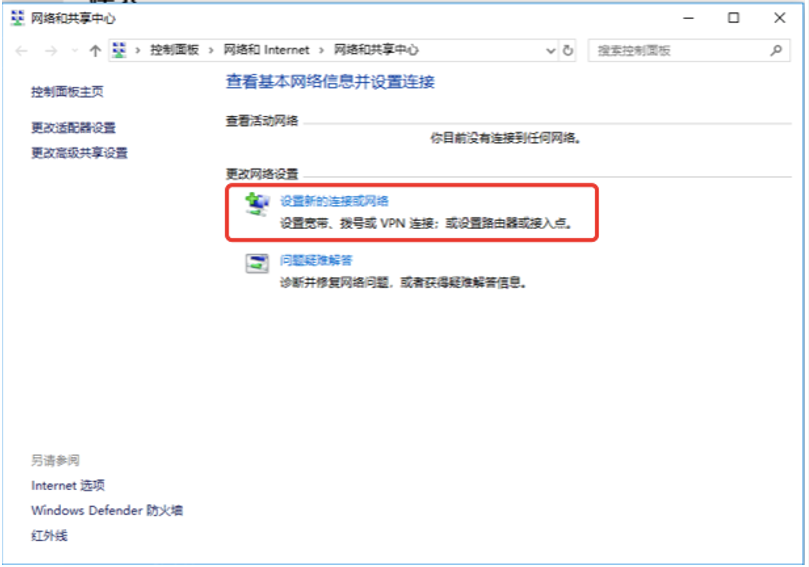 网络和共享中心
控制面板 › 网络和 Internet › 网络和共享中心
搜索控制面板
控制面板主页
更改适配器设置
更改高级共享设置
查看基本网络信息并设置连接
查看活动网络
你目前没有连接到任何网络。
更改网络设置
设置新的连接或网络
设置宽带、拨号或 VPN 连接；或设置路由器或接入点。
问题疑难解答
诊断并修复网络问题，或者获得疑难解答信息。
另请参阅
Internet 选项
Windows Defender 防火墙
红外线